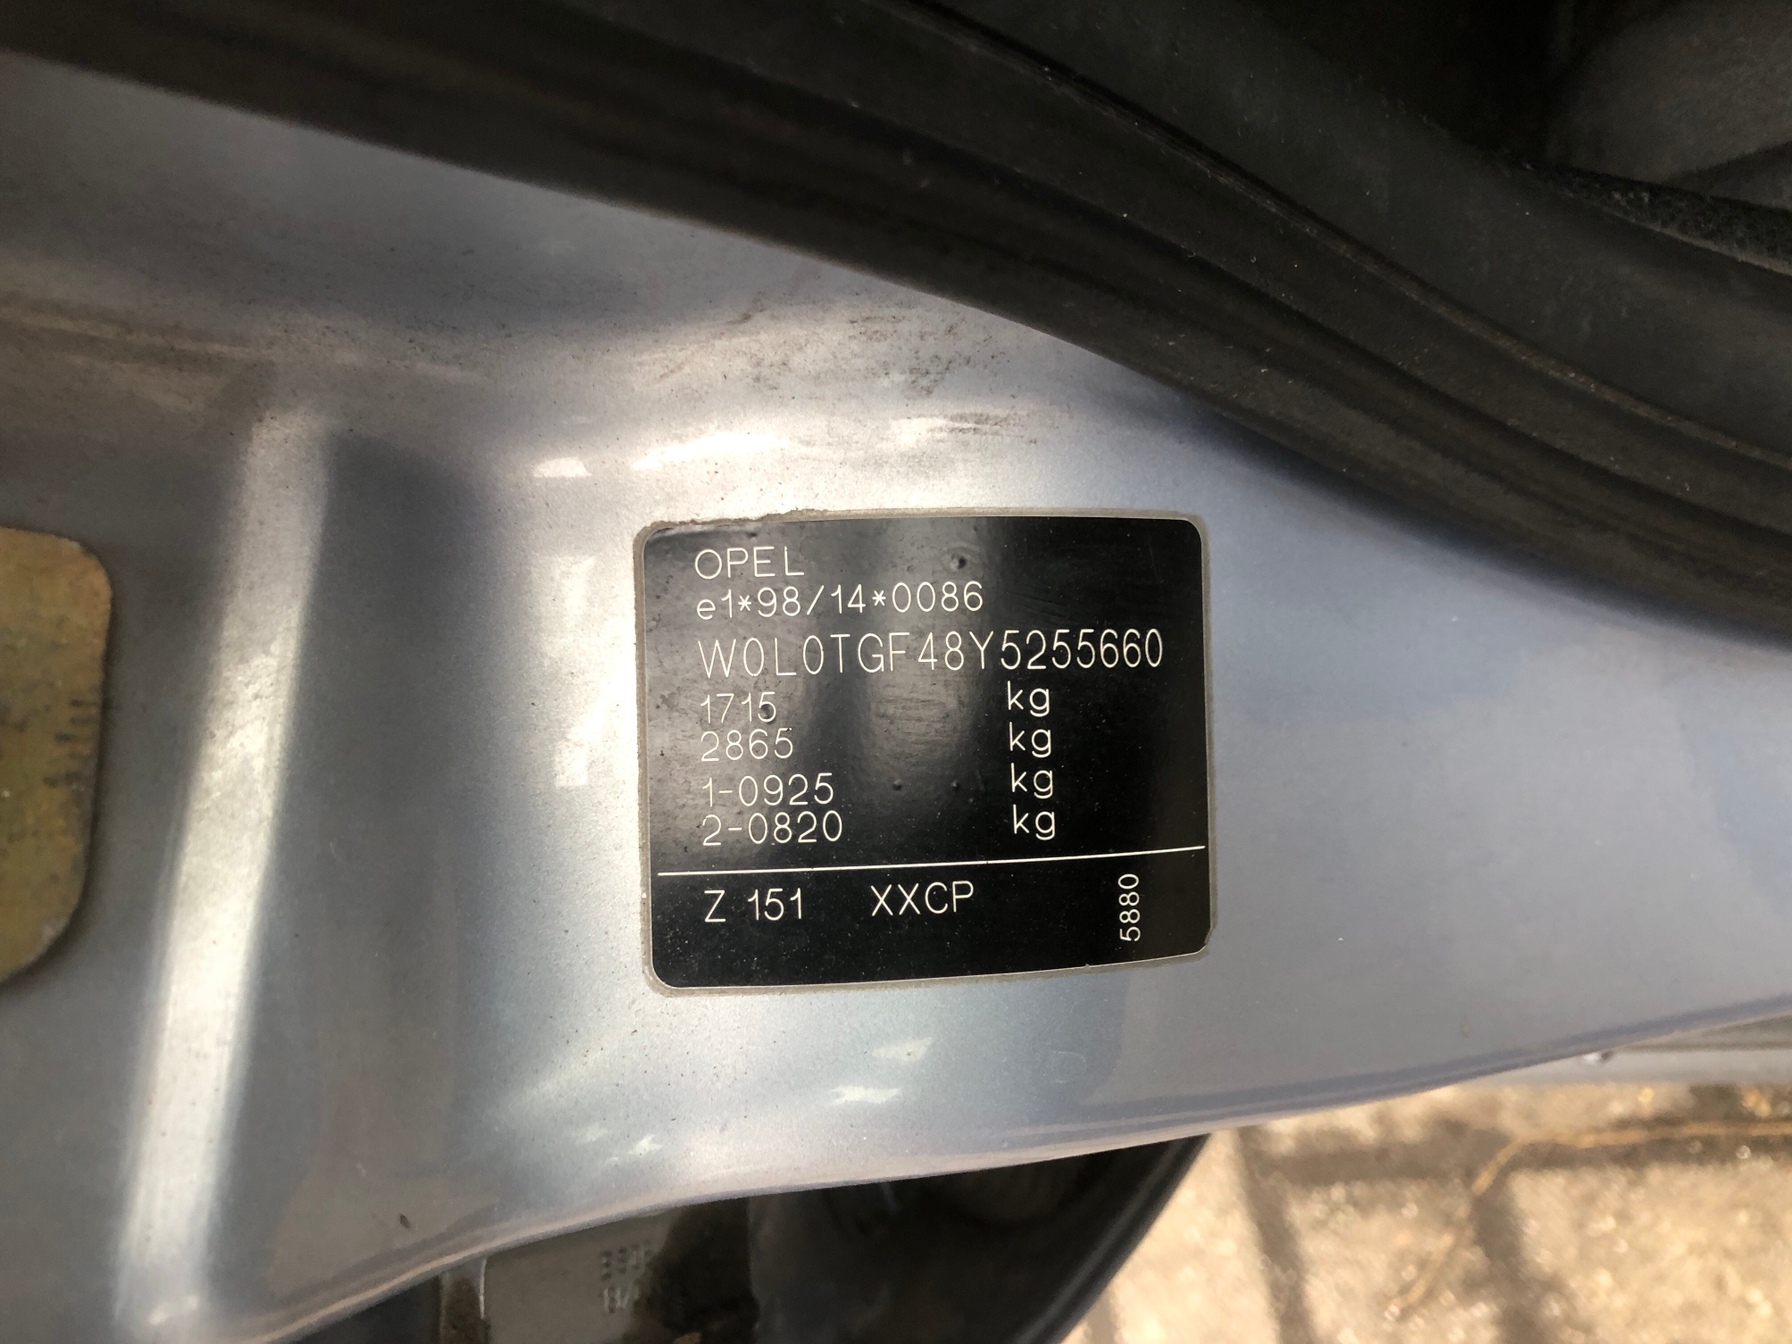 OPEL
e1*98/14*0086
W0L0TGF48Y5255660
1715 kg
2865 kg
1-0925 kg
2-0820 kg
Z 151 XXCP
5880